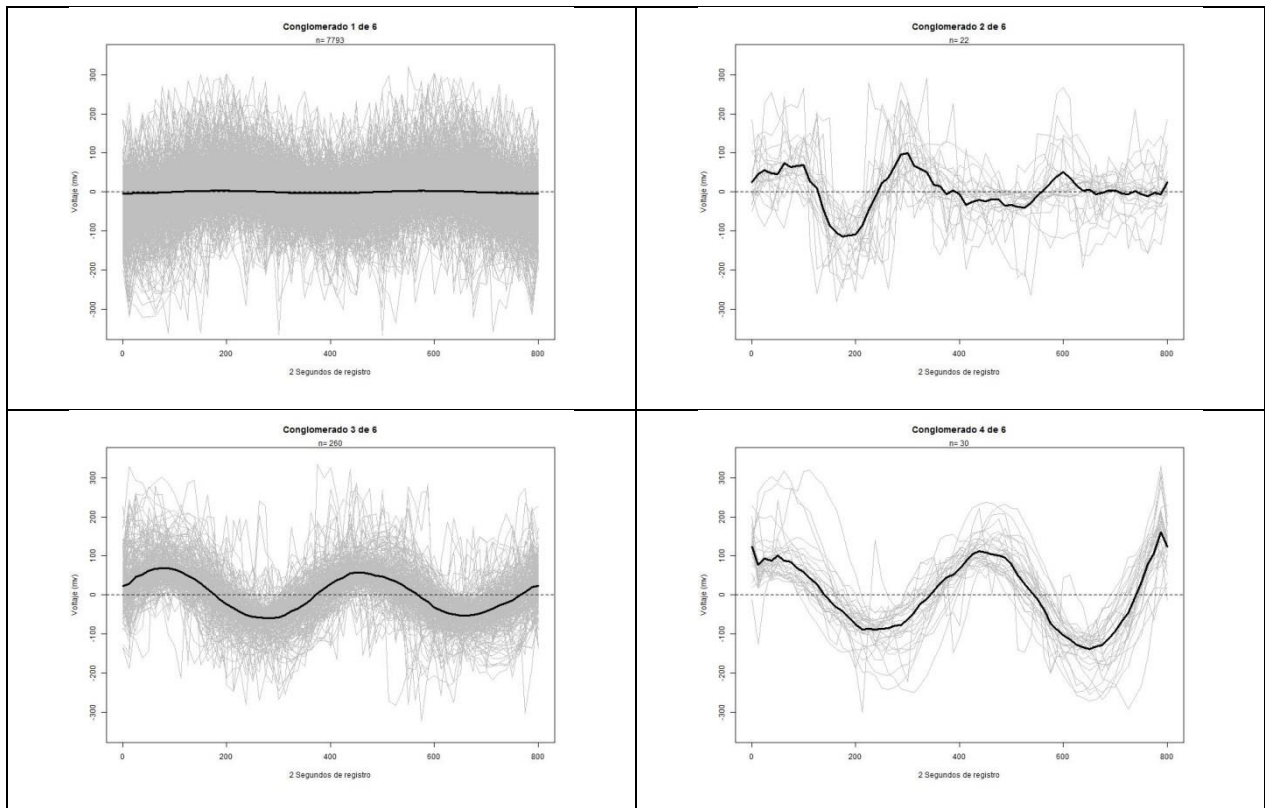 Conglomerado 1 de 6
n= 7793
300
200
100
0
-100
-200
-300
Voltaje (mv)
0 200 400 600 800
2 Segundos de registro
Conglomerado 2 de 6
n= 22
300
200
100
0
-100
-200
-300
Voltaje (mv)
0 200 400 600 800
2 Segundos de registro
Conglomerado 3 de 6
n= 260
300
200
100
0
-100
-200
-300
Voltaje (mv)
0 200 400 600 800
2 Segundos de registro
Conglomerado 4 de 6
n= 30
300
200
100
0
-100
-200
-300
Voltaje (mv)
0 200 400 600 800
2 Segundos de registro